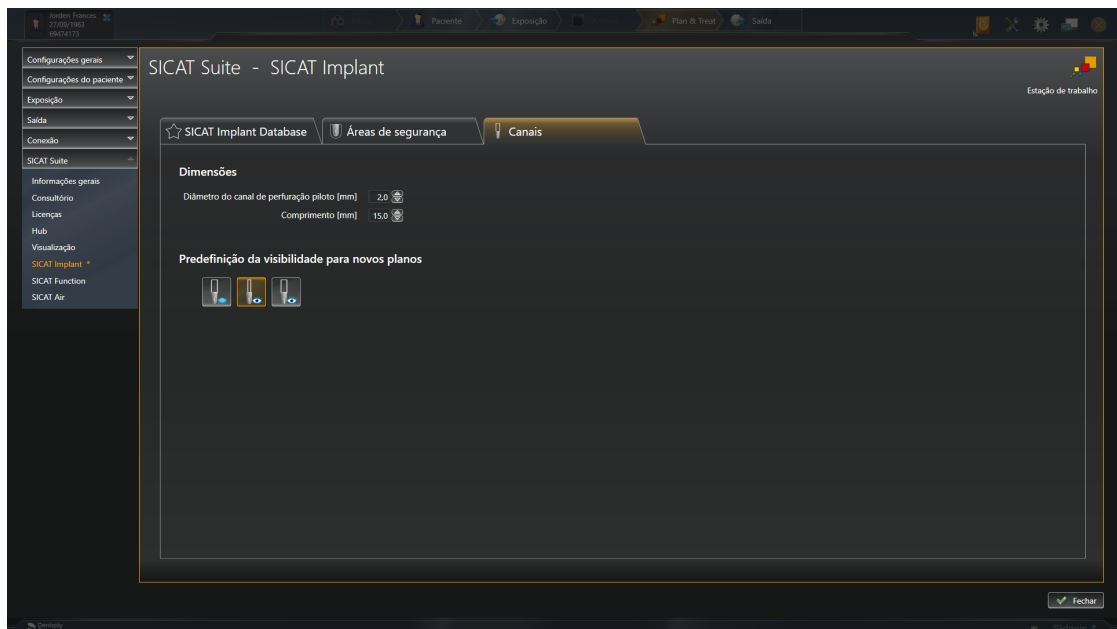 Jorden Frances
27/09/1963
69474173
Paciente
Exposição
Plan & Treat
Saída
Configurações gerais
Configurações do paciente
Exposição
Saída
Conexão
SICAT Suite
Informações gerais
Consultório
Licenças
Hub
Visualização
SICAT Implant *
SICAT Function
SICAT Air
SICAT Suite - SICAT Implant
Estação de trabalho
SICAT Implant Database
Áreas de segurança
Canais
Dimensões
Diâmetro do canal de perfuração piloto [mm] 2,0
Comprimento [mm] 15,0
Predefinição da visibilidade para novos planos
Fechar
Dentsply
Sidexis 4